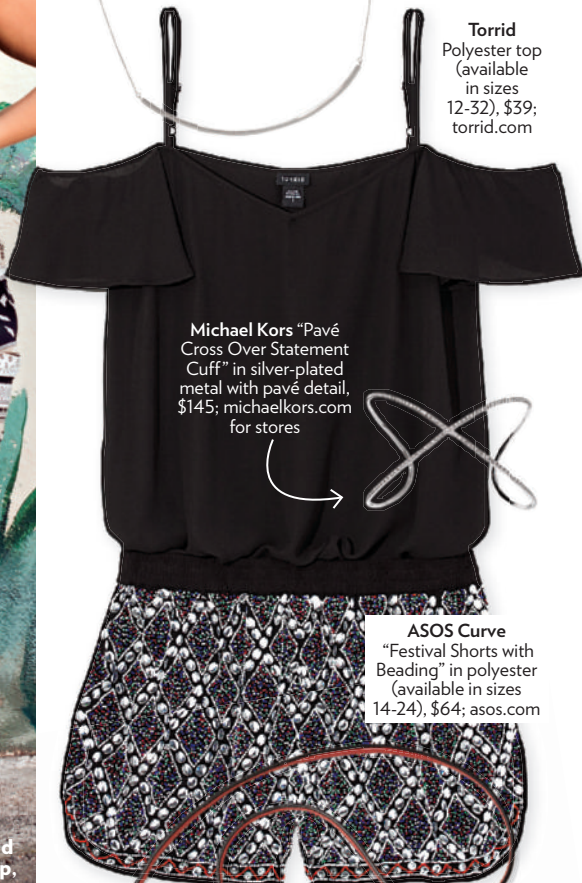 Torrid
Polyester top
(available
in sizes
12-32), $39;
torrid.com
torrid
Michael Kors “Pavé
Cross Over Statement
Cuff” in silver-plated
metal with pavé detail,
$145; michaelkors.com
for stores
ASOS Curve
“Festival Shorts with
Beading” in polyester
(available in sizes
14-24), $64; asos.com
d
p,